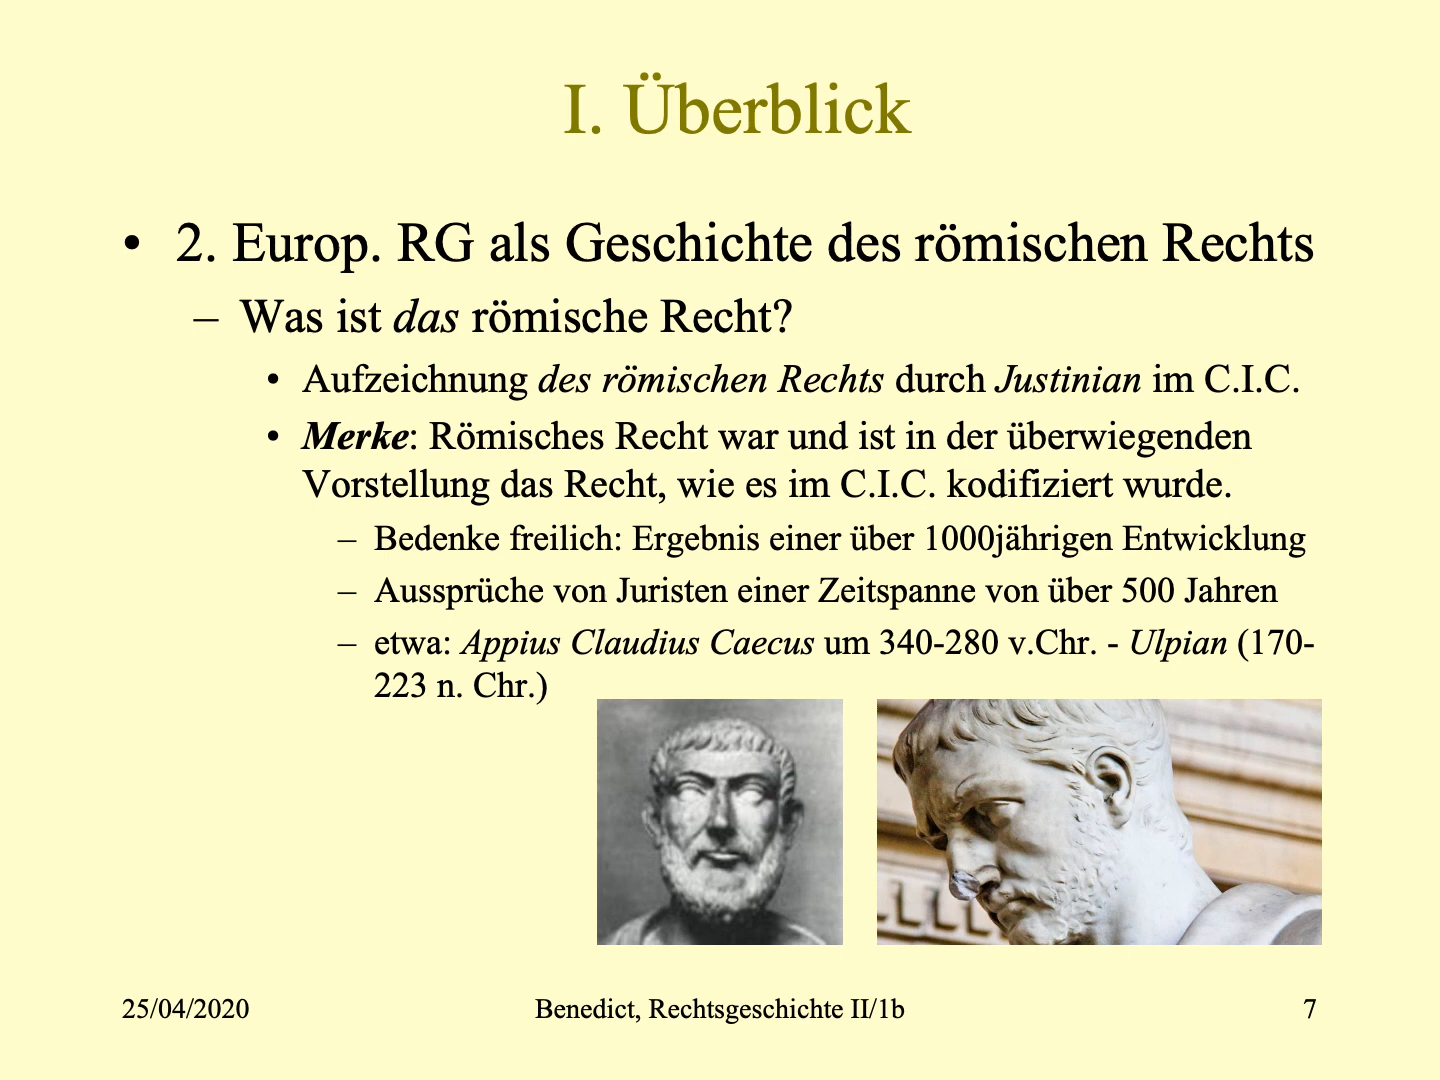 I. Überblick
• 2. Europ. RG als Geschichte des römischen Rechts
– Was ist das römische Recht?
• Aufzeichnung des römischen Rechts durch Justinian im C.I.C.
• Merke: Römisches Recht war und ist in der überwiegenden
Vorstellung das Recht, wie es im C.I.C. kodifiziert wurde.
– Bedenke freilich: Ergebnis einer über 1000jährigen Entwicklung
– Aussprüche von Juristen einer Zeitspanne von über 500 Jahren
– etwa: Appius Claudius Caecus um 340-280 v.Chr. - Ulpian (170-
223 n. Chr.)
25/04/2020 Benedict, Rechtsgeschichte II/1b 7